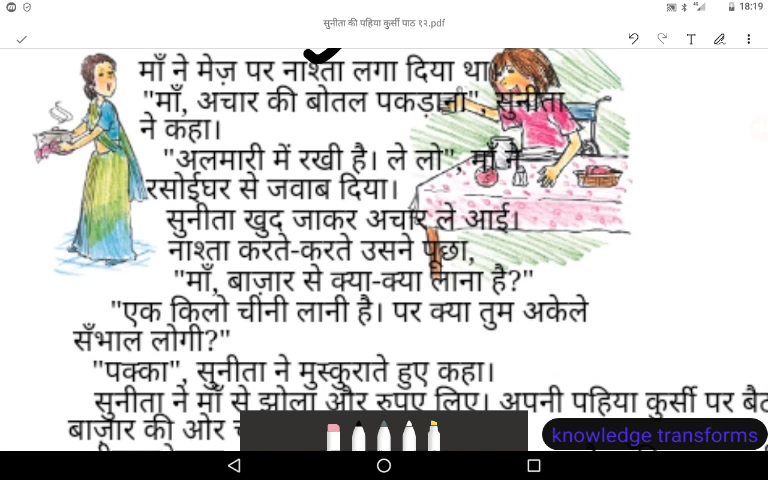 18:19
सुनीता की पहिया कुर्सी पाठ १२.pdf
माँ ने मेज़ पर नाश्ता लगा दिया था।
"माँ, अचार की बोतल पकड़ाना", सुनीता
ने कहा।
"अलमारी में रखी है। ले लो", माँ ने
रसोईघर से जवाब दिया।
सुनीता खुद जाकर अचार ले आई।
नाश्ता करते-करते उसने पूछा,
"माँ, बाज़ार से क्या-क्या लाना है?"
"एक किलो चीनी लानी है। पर क्या तुम अकेले
सँभाल लोगी?"
"पक्का", सुनीता ने मुस्कुराते हुए कहा।
सुनीता ने माँ से झोला और रुपए लिए। अपनी पहिया कुर्सी पर
बाज़ार की ओर
knowledge transforms